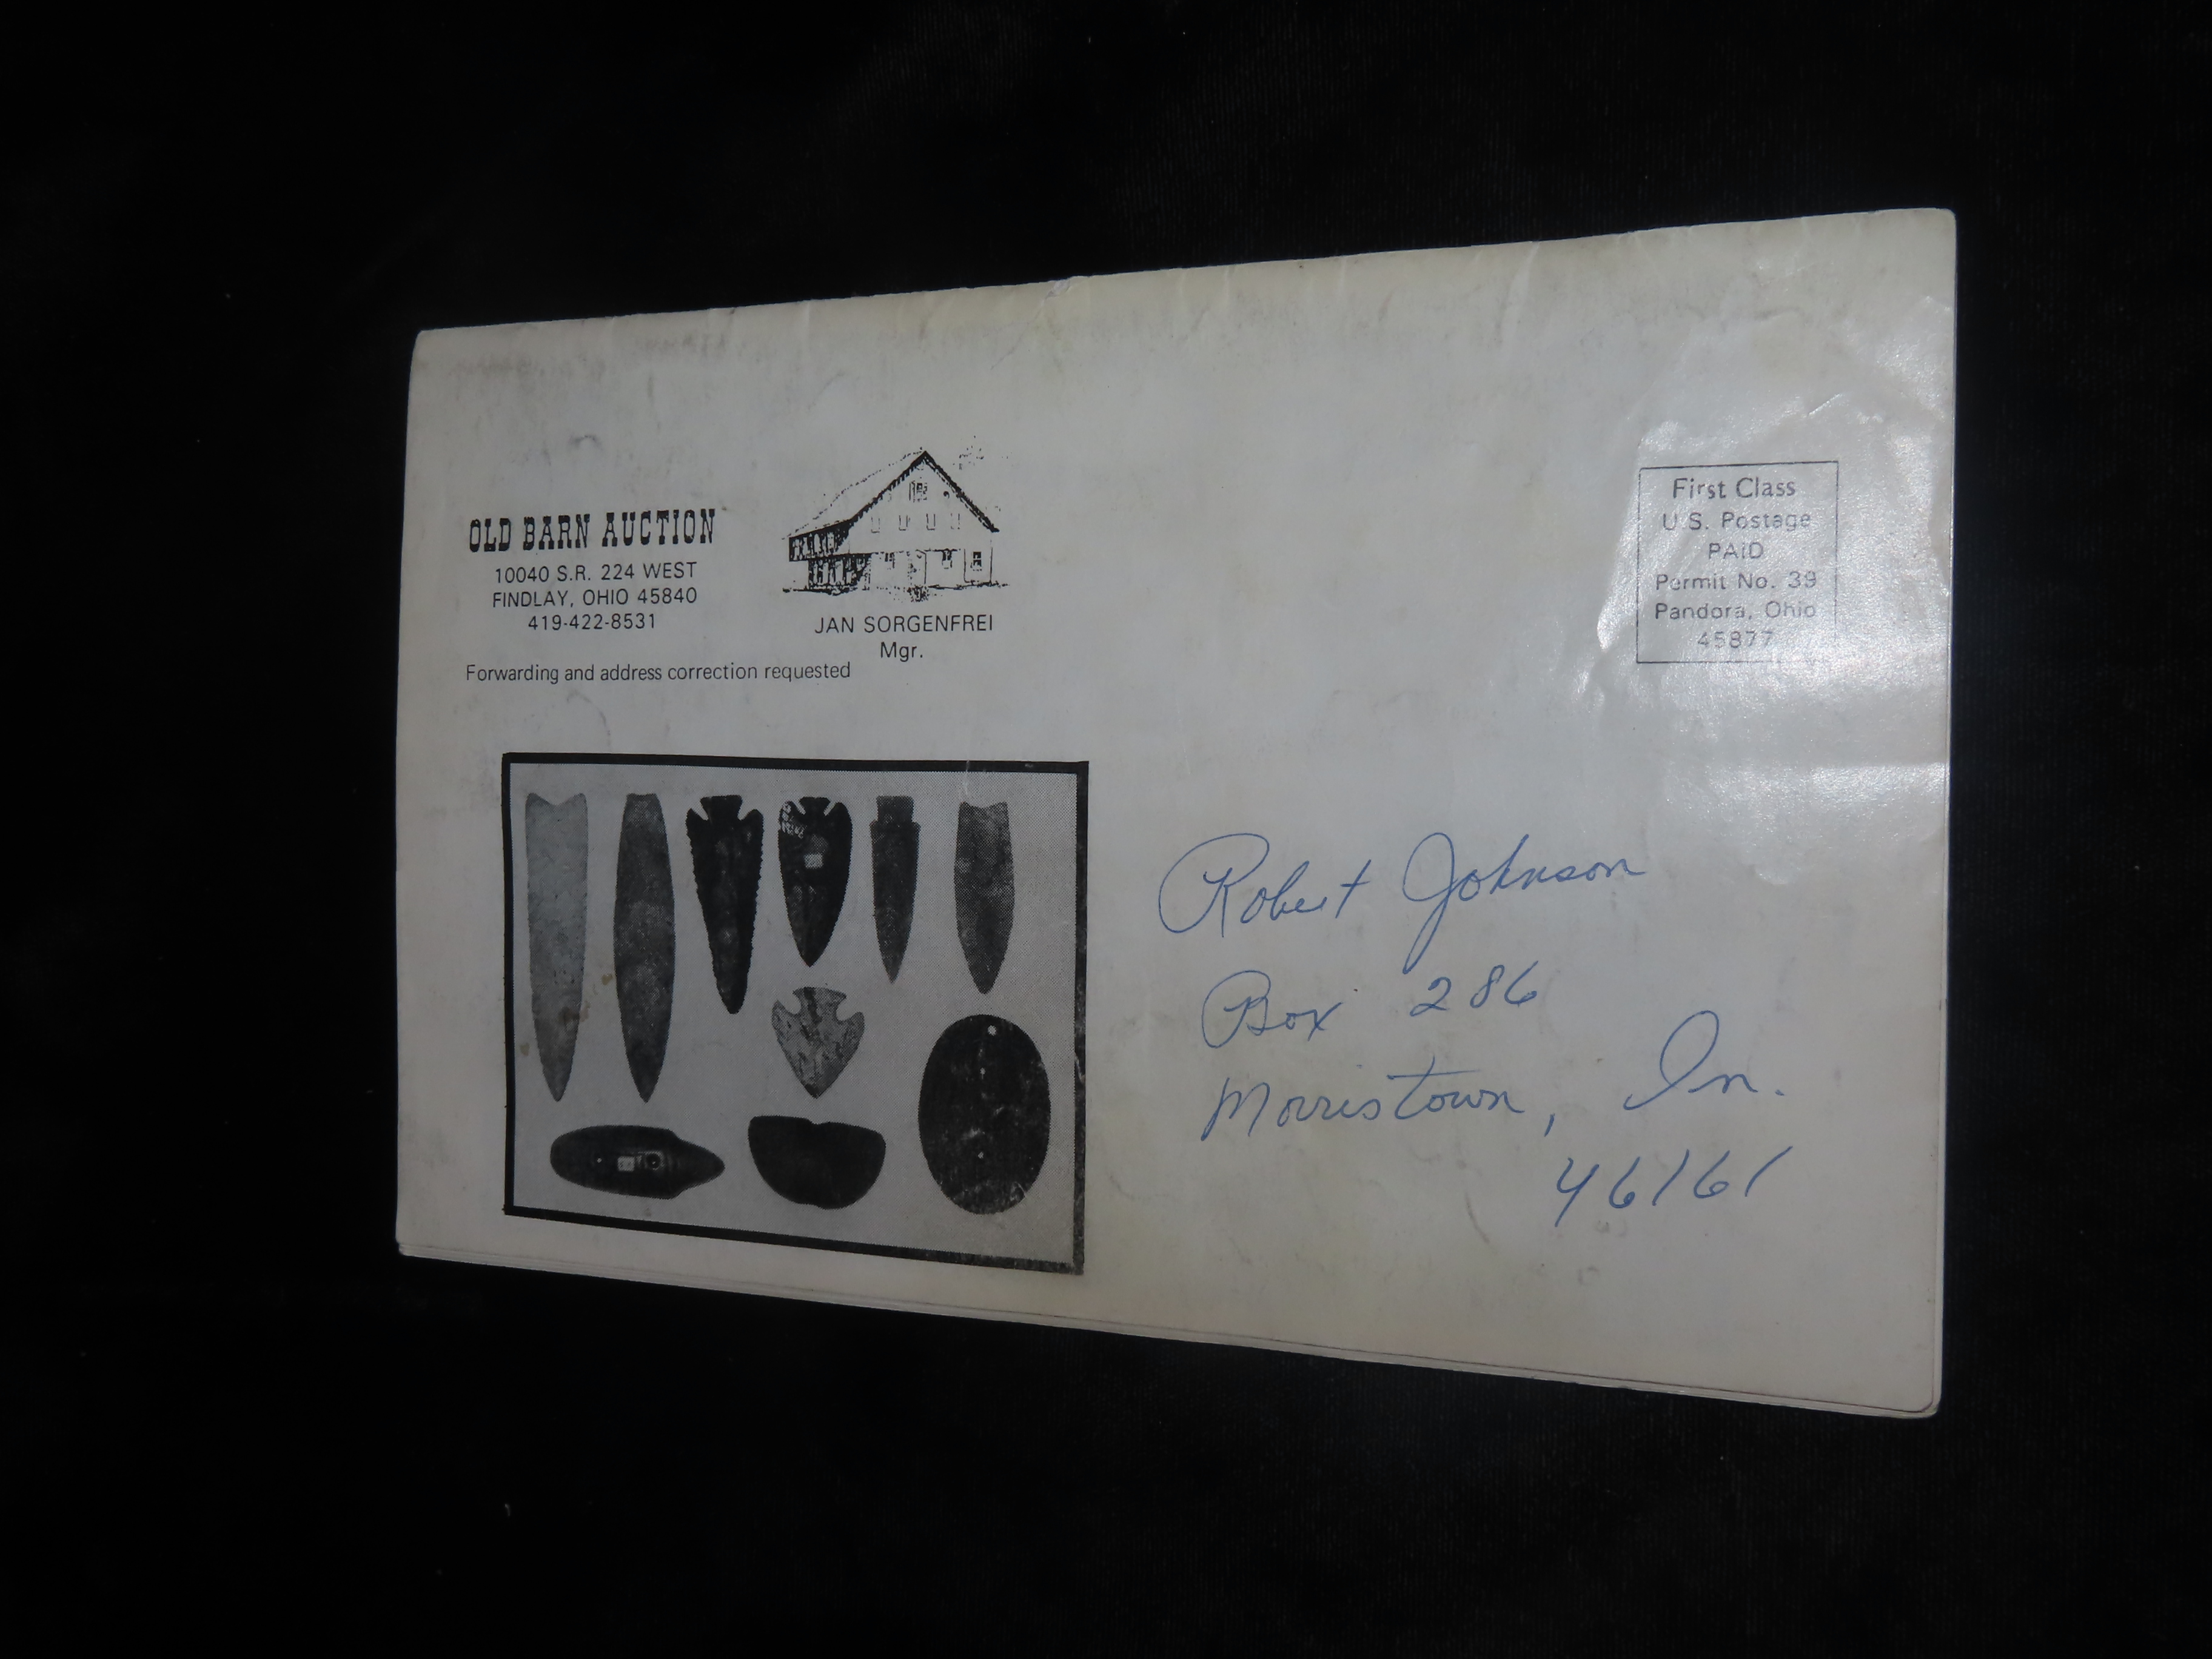 OLD BARN AUCTION
10040 S.R. 224 WEST
FINDLAY, OHIO 45840
419-422-8531
JAN SORGENFREI
Mgr.
Forwarding and address correction requested
First Class
U.S. Postage
PAID
Permit No. 39
Pandora, Ohio
45877
Robert Johnson
Box 286
Morristown, In.
46161